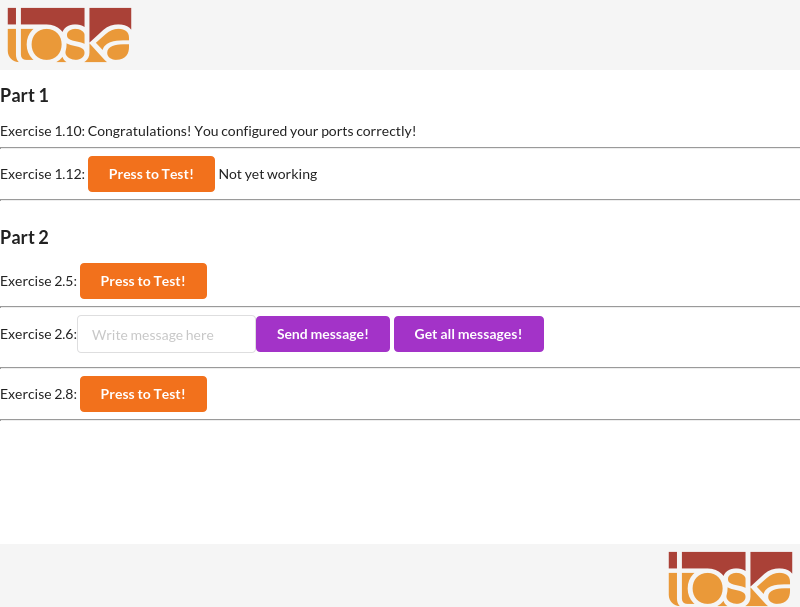 toska
Part 1
Exercise 1.10: Congratulations! You configured your ports correctly!
Exercise 1.12: Press to Test! Not yet working
Part 2
Exercise 2.5: Press to Test!
Exercise 2.6: Write message here Send message! Get all messages!
Exercise 2.8: Press to Test!
toska